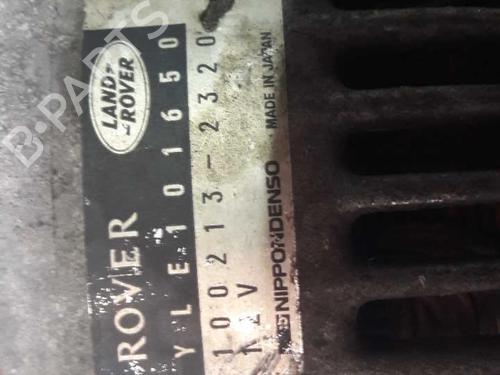 LAND-
-ROVER
ROVER
YLE101650
100213-2320
12V
NIPPONDENSO MADE IN JAPAN
B-PARTS